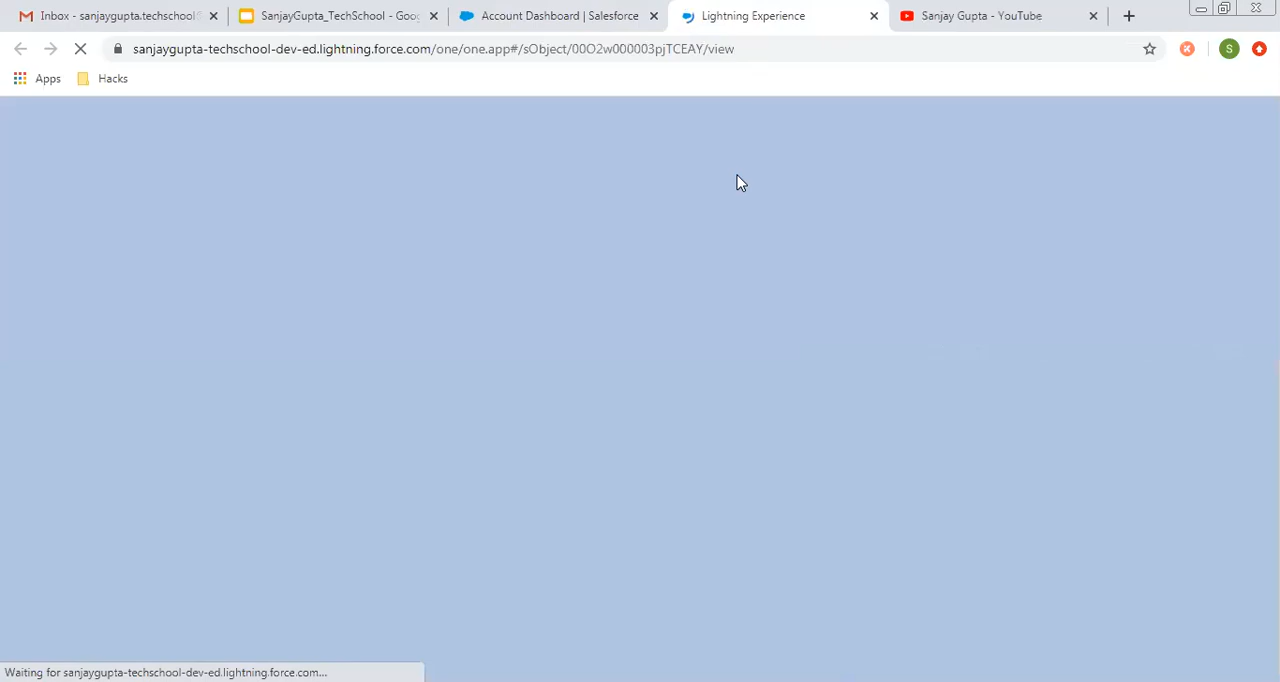 Inbox - sanjaygupta.techschool
SanjayGupta_TechSchool - Goog
Account Dashboard | Salesforce
Lightning Experience
Sanjay Gupta - YouTube
sanjaygupta-techschool-dev-ed.lightning.force.com/one/one.app#/sObject/00O2w000003pjTCEAY/view
S
Apps
Hacks
Waiting for sanjaygupta-techschool-dev-ed.lightning.force.com...